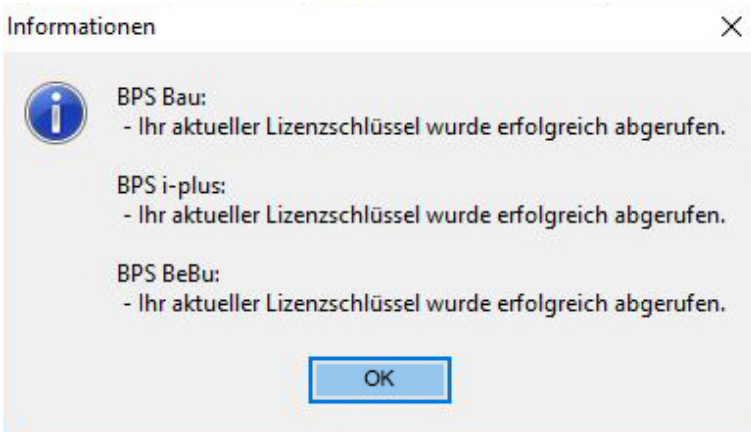 Informationen
BPS Bau:
- Ihr aktueller Lizenzschlüssel wurde erfolgreich abgerufen.
BPS i-plus:
- Ihr aktueller Lizenzschlüssel wurde erfolgreich abgerufen.
BPS BeBu:
- Ihr aktueller Lizenzschlüssel wurde erfolgreich abgerufen.
OK